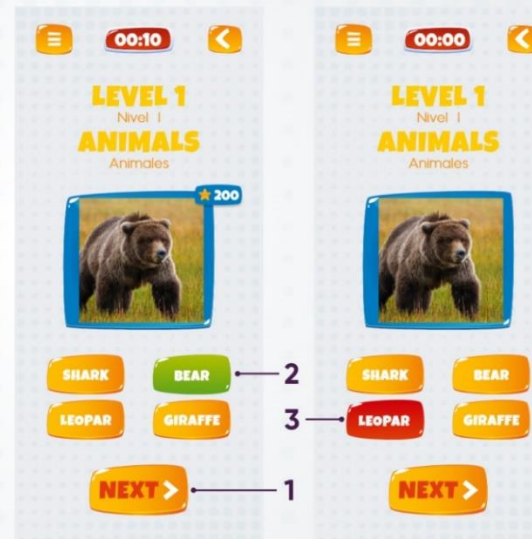 00:10
LEVEL 1
Nivel 1
ANIMALS
Animales
200
SHARK
BEAR
LEOPAR
GIRAFFE
NEXT
2
3
1
00:00
LEVEL 1
Nivel 1
ANIMALS
Animales
SHARK
BEAR
LEOPAR
GIRAFFE
NEXT